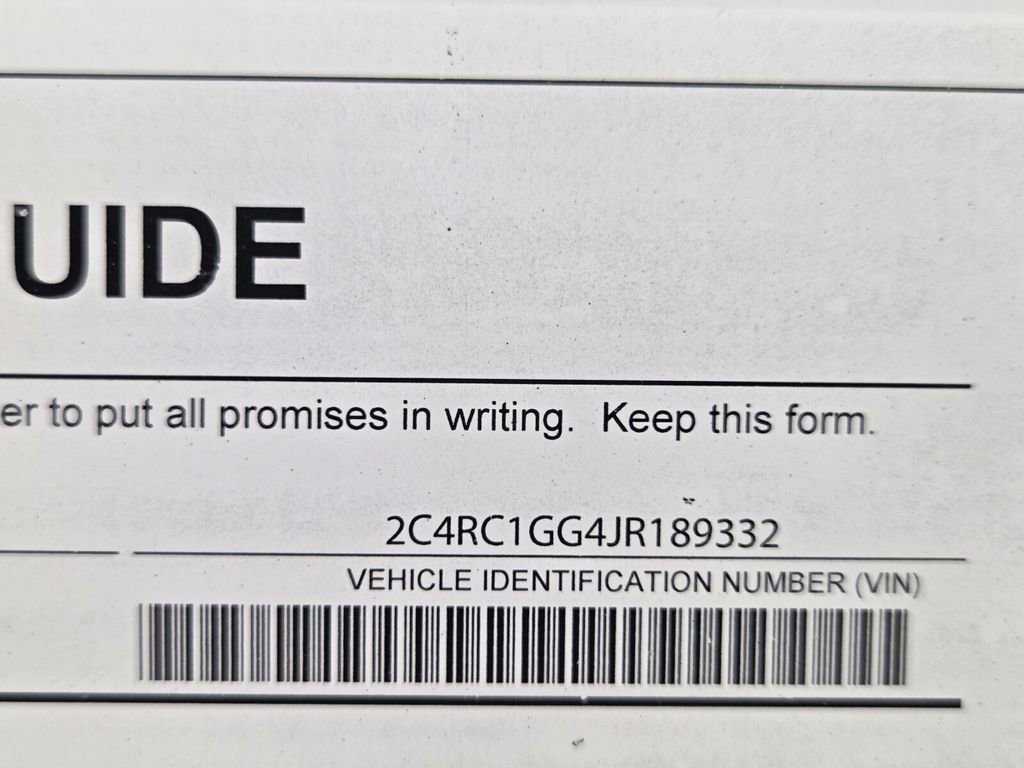 UIDE
er to put all promises in writing. Keep this form.
2C4RC1GG4JR189332
VEHICLE IDENTIFICATION NUMBER (VIN)